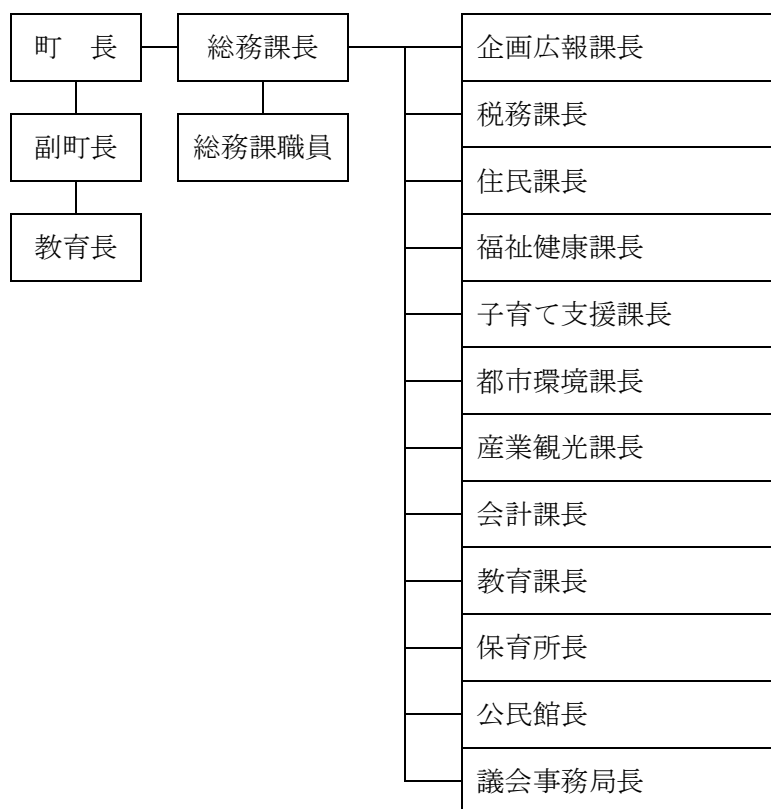 町　長
総務課長
企画広報課長
税務課長
副町長
総務課職員
住民課長
教育長
福祉健康課長
子育て支援課長
都市環境課長
産業観光課長
会計課長
教育課長
保育所長
公民館長
議会事務局長